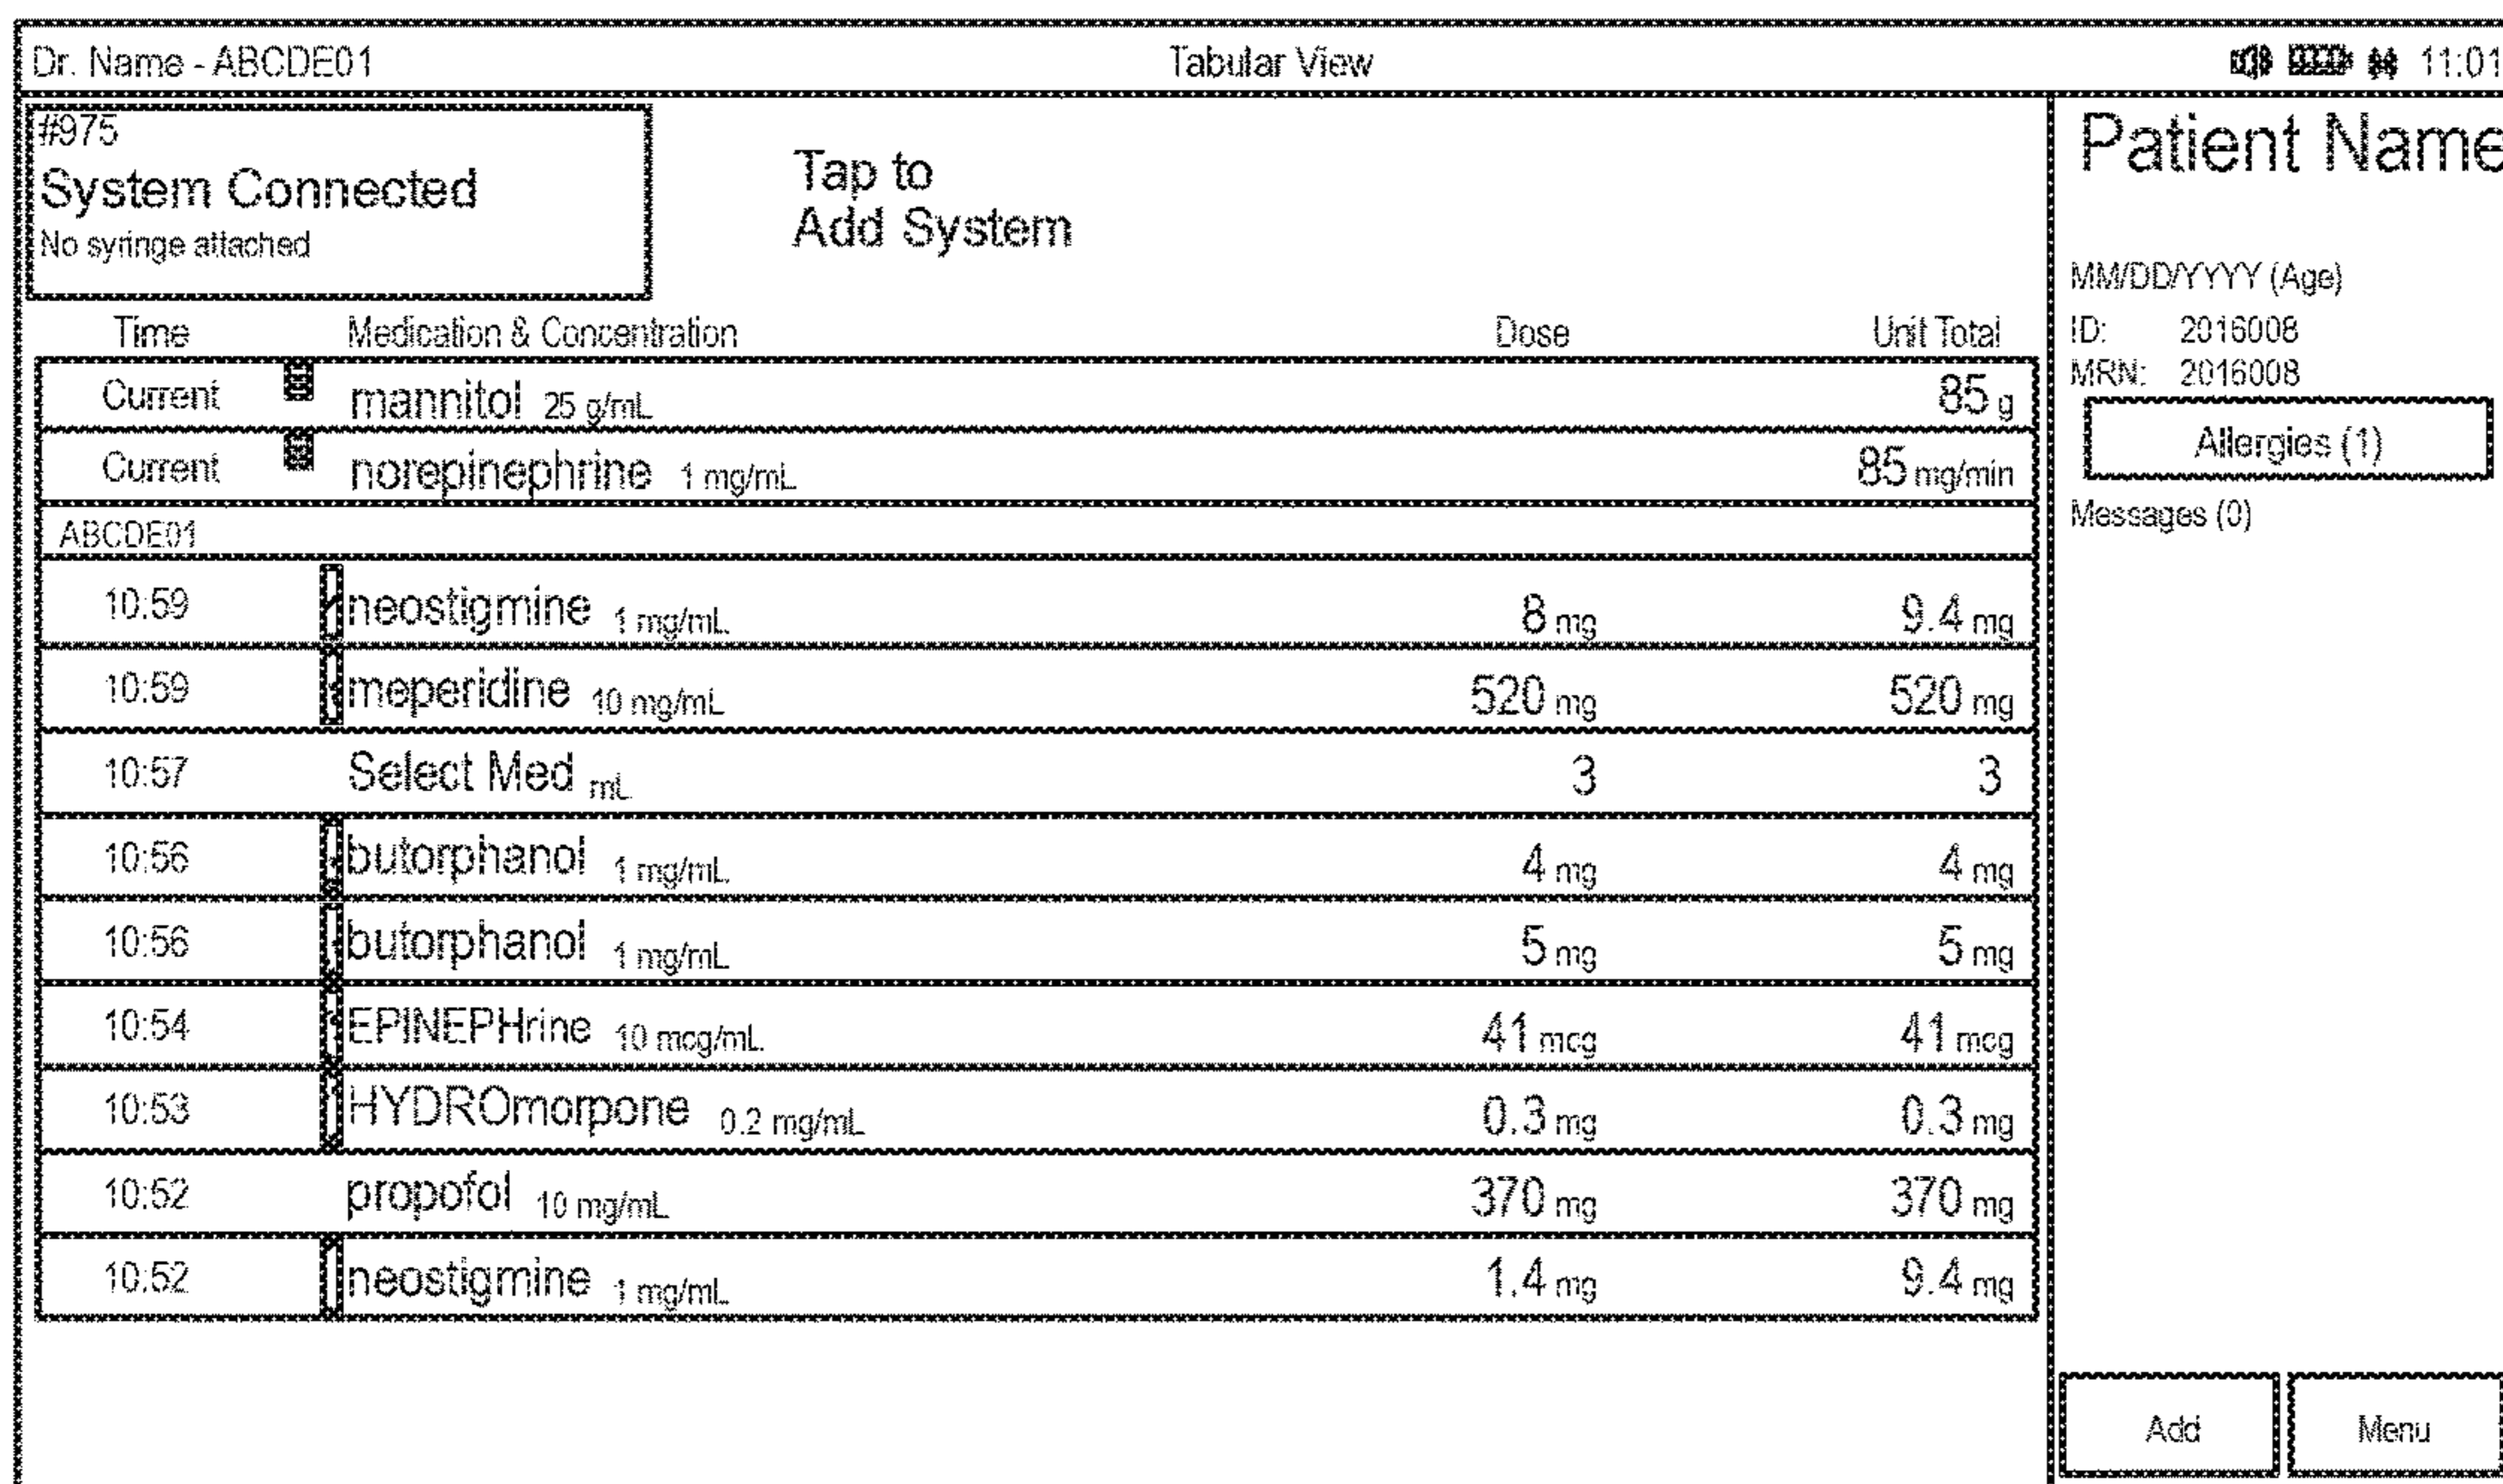 Dr. Name - ABCDE01 Tabular View 11:01
#975
System Connected
No syringe attached
Tap to
Add System
Patient Name
MM/DD/YYYY (Age)
ID: 2016008
MRN: 2016008
Allergies (1)
Messages (0)
Time Medication & Concentration Dose Unit Total
Current mannitol 25 g/mL 85 g
Current norepinephrine 1 mg/mL 85 mg/min
ABCDE01
10:59 neostigmine 1 mg/mL 8 mg 9.4 mg
10:59 meperidine 10 mg/mL 520 mg 520 mg
10:57 Select Med mL 3 3
10:56 butorphanol 1 mg/mL 4 mg 4 mg
10:56 butorphanol 1 mg/mL 5 mg 5 mg
10:54 EPINEPHrine 10 mcg/mL 41 mcg 41 mcg
10:53 HYDROmorpone 0.2 mg/mL 0.3 mg 0.3 mg
10:52 propofol 10 mg/mL 370 mg 370 mg
10:52 neostigmine 1 mg/mL 1.4 mg 9.4 mg
Add Menu